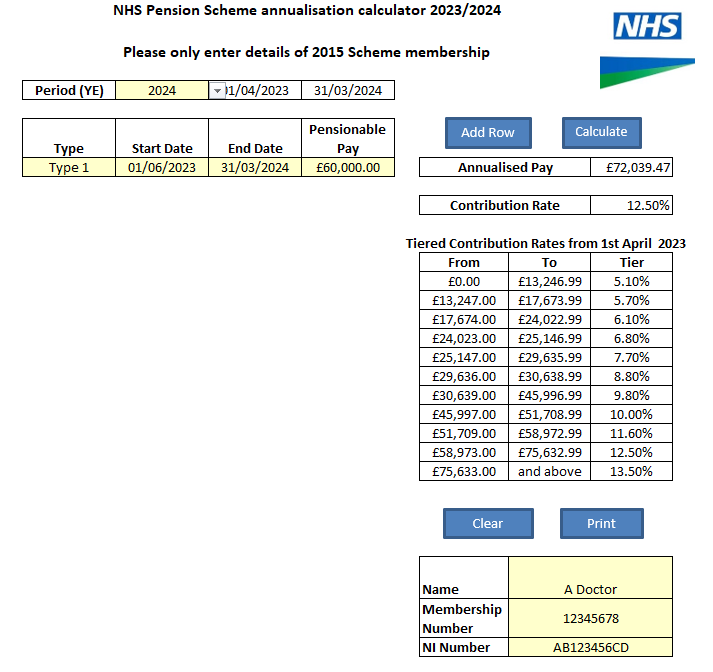 NHS Pension Scheme annualisation calculator 2023/2024
NHS
Please only enter details of 2015 Scheme membership
Period (YE) 2024 01/04/2023 31/03/2024
Type Start Date End Date Pensionable Pay
Type 1 01/06/2023 31/03/2024 £60,000.00
Add Row Calculate
Annualised Pay £72,039.47
Contribution Rate 12.50%
Tiered Contribution Rates from 1st April 2023
From To Tier
£0.00 £13,246.99 5.10%
£13,247.00 £17,673.99 5.70%
£17,674.00 £24,022.99 6.10%
£24,023.00 £25,146.99 6.80%
£25,147.00 £29,635.99 7.70%
£29,636.00 £30,638.99 8.80%
£30,639.00 £45,996.99 9.80%
£45,997.00 £51,708.99 10.00%
£51,709.00 £58,972.99 11.60%
£58,973.00 £75,632.99 12.50%
£75,633.00 and above 13.50%
Clear Print
Name A Doctor
Membership Number 12345678
NI Number AB123456CD